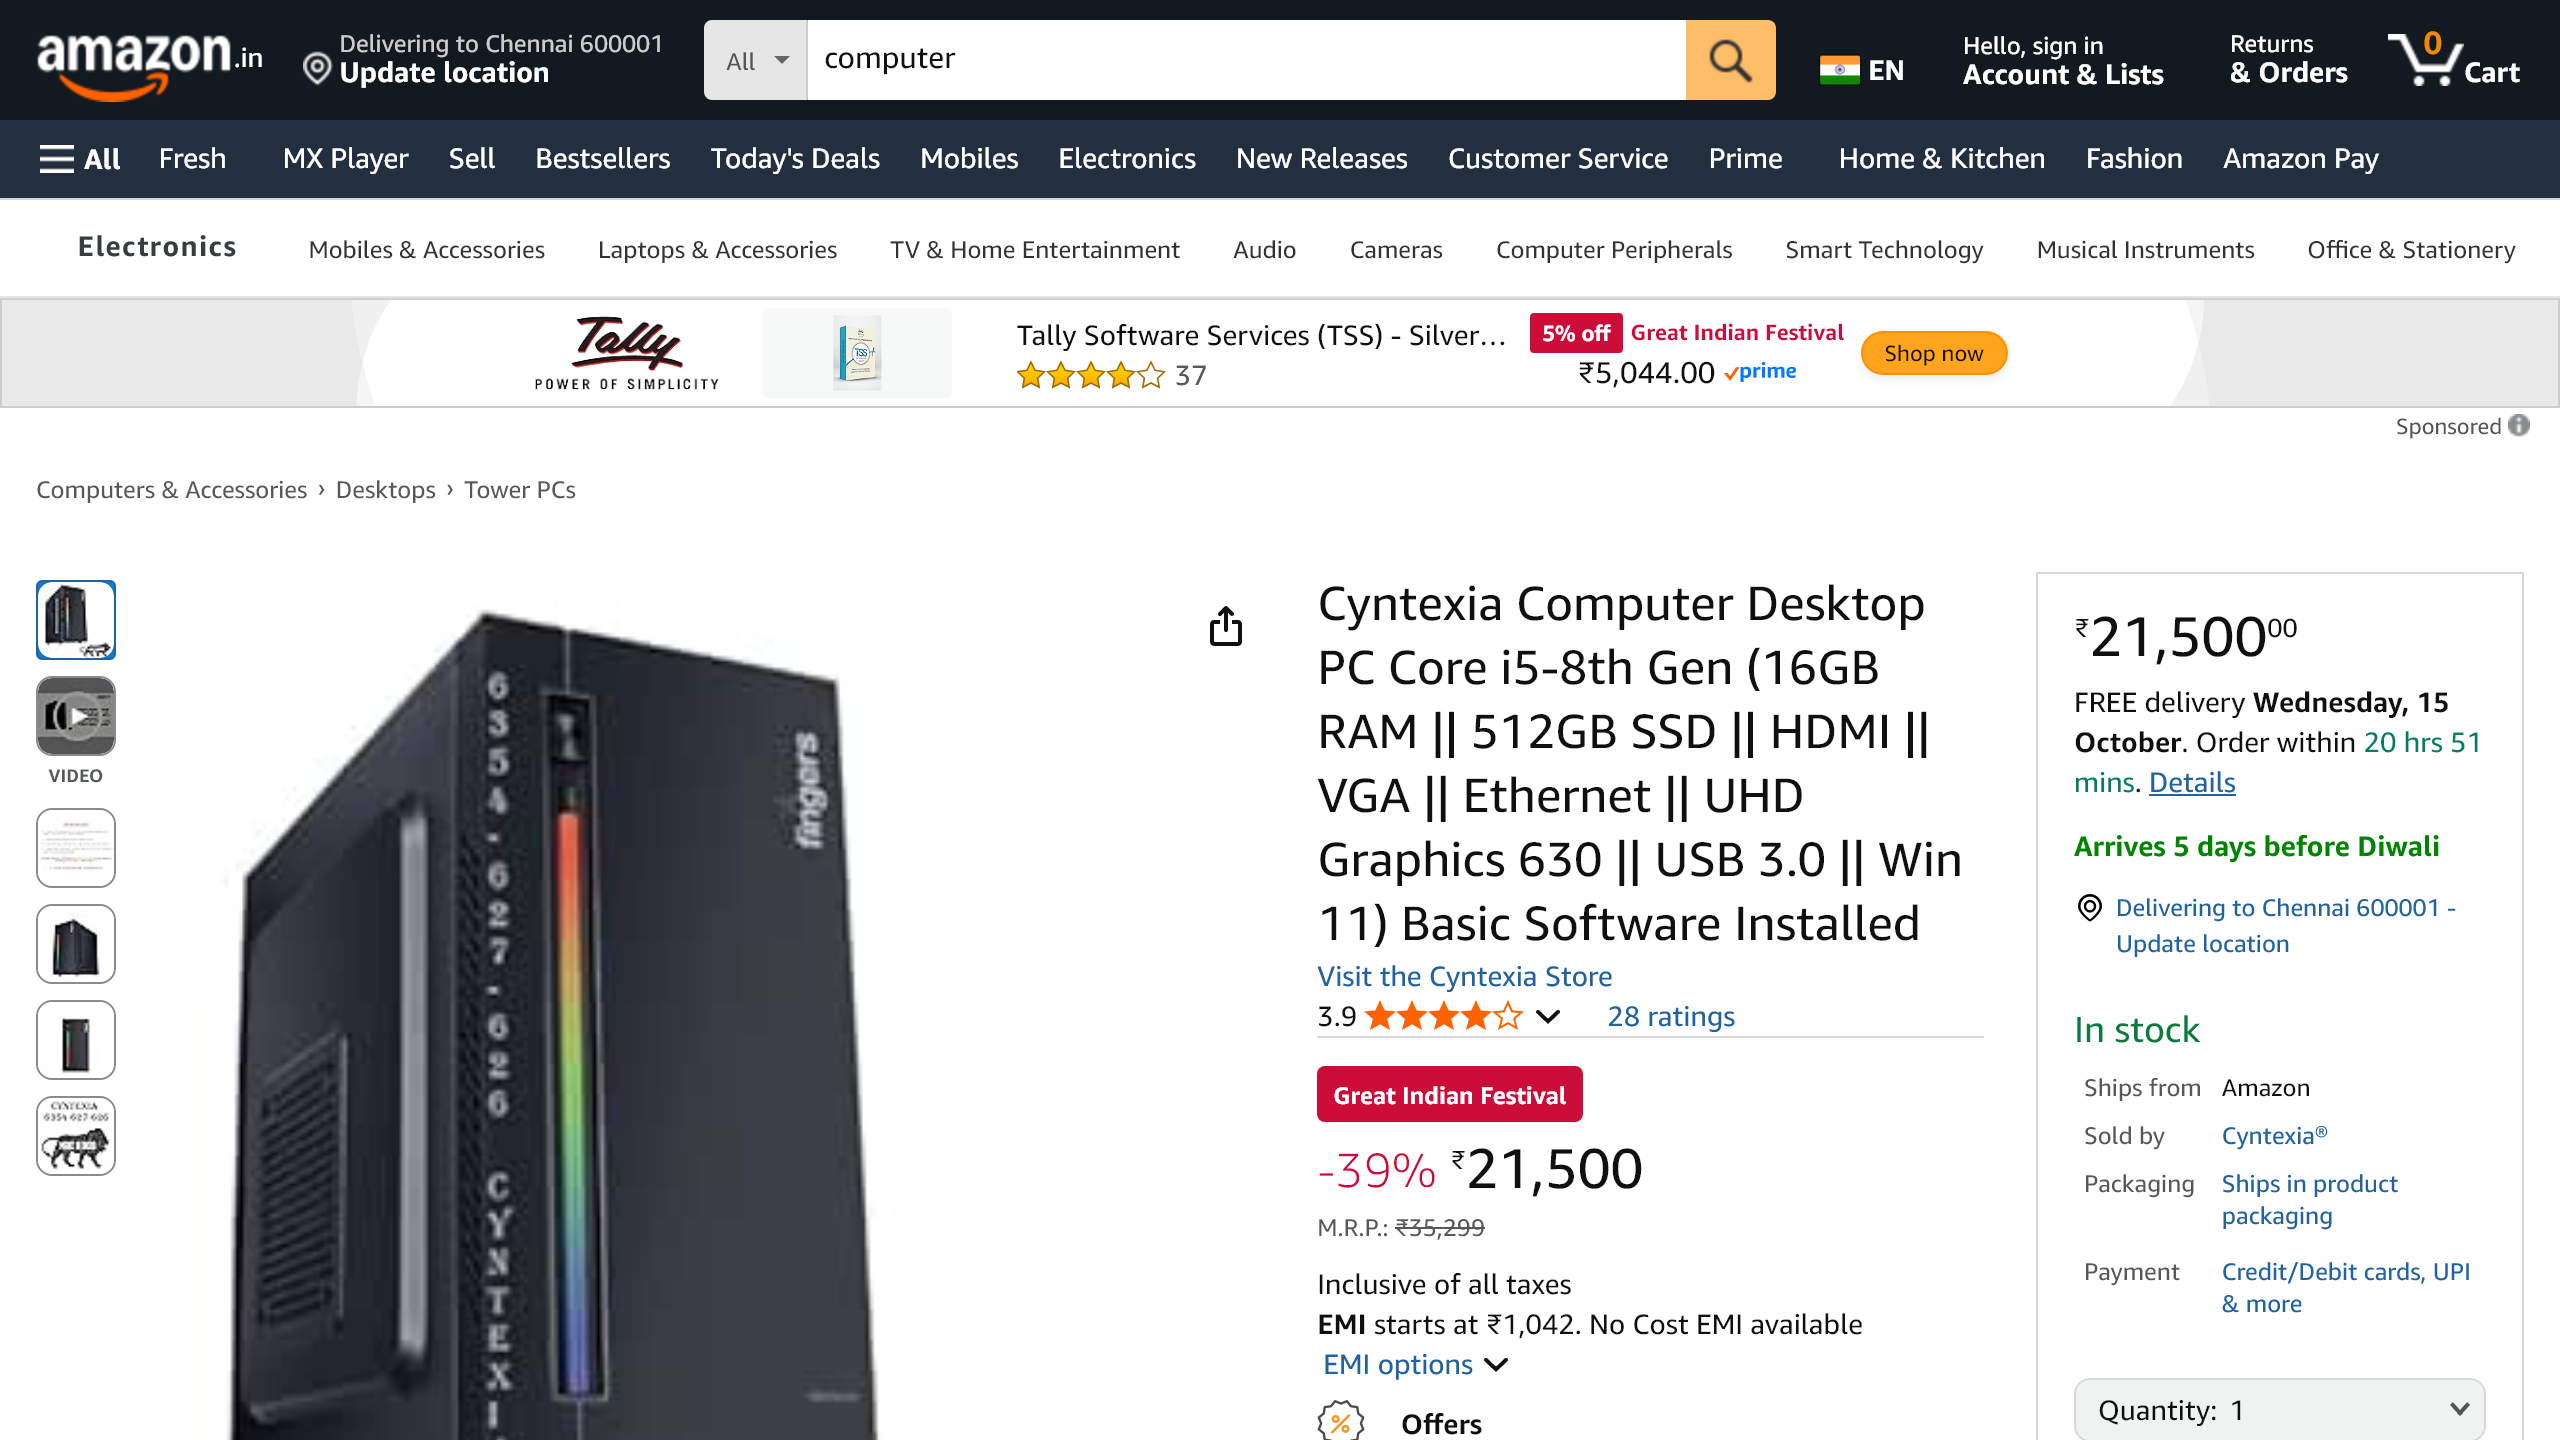 amazon.in
Delivering to Chennai 600001
Update location
All
computer
EN
Hello, sign in
Account & Lists
Returns
& Orders
0
Cart
All
Fresh
MX Player
Sell
Bestsellers
Today's Deals
Mobiles
Electronics
New Releases
Customer Service
Prime
Home & Kitchen
Fashion
Amazon Pay
Electronics
Mobiles & Accessories
Laptops & Accessories
TV & Home Entertainment
Audio
Cameras
Computer Peripherals
Smart Technology
Musical Instruments
Office & Stationery
Tally
POWER OF SIMPLICITY
TSS+
Tally Software Services (TSS) - Silver...
37
5% off Great Indian Festival
₹5,044.00 prime
Shop now
Sponsored
Computers & Accessories › Desktops › Tower PCs
VIDEO
CYNTEXIA
6354 627 626
6354-627-626 CYNTEXI
fingers
Cyntexia Computer Desktop
PC Core i5-8th Gen (16GB
RAM || 512GB SSD || HDMI ||
VGA || Ethernet || UHD
Graphics 630 || USB 3.0 || Win
11) Basic Software Installed
Visit the Cyntexia Store
3.9
28 ratings
Great Indian Festival
-39% ₹21,500
M.R.P.: ₹35,299
Inclusive of all taxes
EMI starts at ₹1,042. No Cost EMI available
EMI options
% Offers
₹21,50000
FREE delivery Wednesday, 15
October. Order within 20 hrs 51
mins. Details
Arrives 5 days before Diwali
Delivering to Chennai 600001 -
Update location
In stock
Ships from Amazon
Sold by Cyntexia®
Packaging Ships in product
packaging
Payment Credit/Debit cards, UPI
& more
Quantity: 1